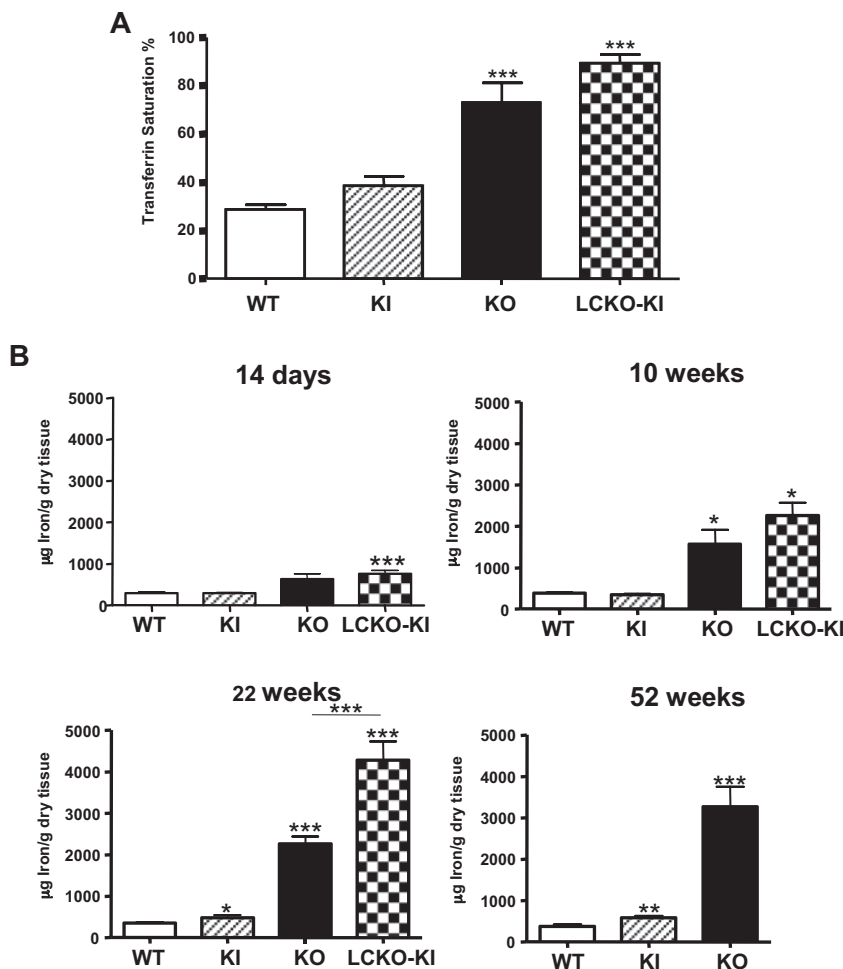 A
Transferrin Saturation %
100
80
60
40
20
0
***
***
WT KI KO LCKO-KI
B
14 days
µg Iron/g dry tissue
5000
4000
3000
2000
1000
0
***
WT KI KO LCKO-KI
10 weeks
µg Iron/g dry tissue
5000
4000
3000
2000
1000
0
*
*
WT KI KO LCKO-KI
22 weeks
µg Iron/g dry tissue
5000
4000
3000
2000
1000
0
***
***
***
*
WT KI KO LCKO-KI
52 weeks
µg Iron/g dry tissue
5000
4000
3000
2000
1000
0
***
**
WT KI KO